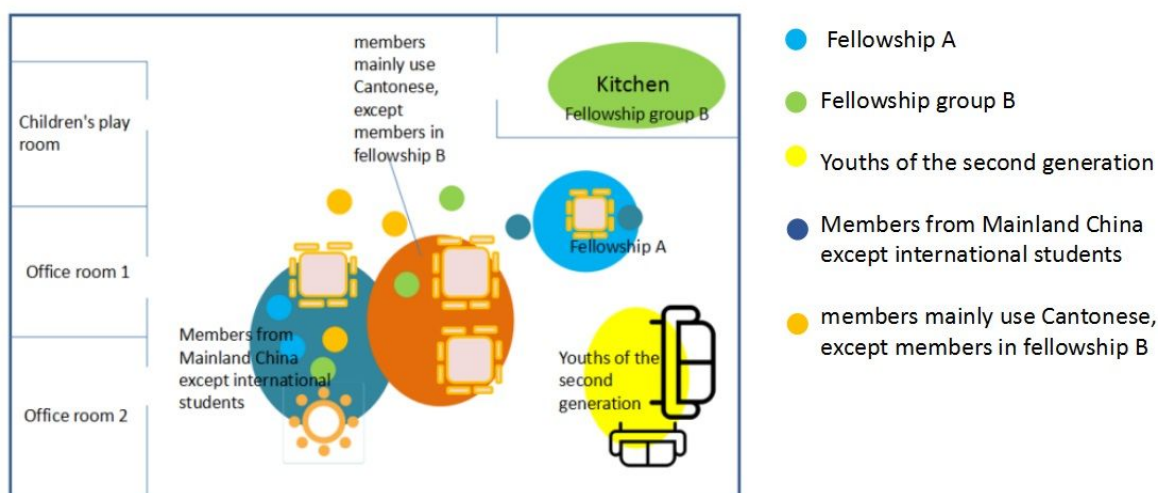 members
mainly use
Cantonese,
except
members in
fellowship B
Kitchen
Fellowship group B
Children's play
room
Fellowship A
Office room 1
Members from
Mainland China
except international
students
Youths of the
second
generation
Office room 2
Fellowship A
Fellowship group B
Youths of the second generation
Members from Mainland China
except international students
members mainly use Cantonese,
except members in fellowship B